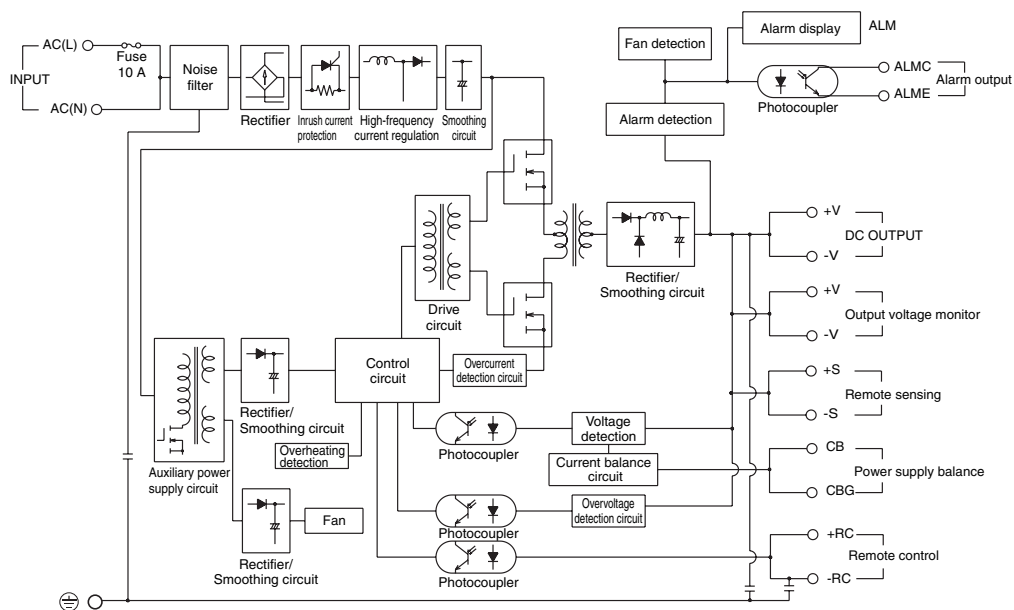 AC(L)
Fuse
10 A
INPUT
AC(N)
Noise
filter
Rectifier
Inrush current
protection
High-frequency
current regulation
Smoothing
circuit
Fan detection
Alarm display
ALM
ALMC
Alarm output
ALME
Photocoupler
Alarm detection
Drive
circuit
Rectifier/
Smoothing circuit
+V
DC OUTPUT
-V
+V
Output voltage monitor
-V
Control
circuit
Overcurrent
detection circuit
+S
Remote sensing
-S
Rectifier/
Smoothing circuit
Auxiliary power
supply circuit
Overheating
detection
Photocoupler
Voltage
detection
Current balance
circuit
CB
Power supply balance
CBG
Fan
Rectifier/
Smoothing circuit
Photocoupler
Overvoltage
detection circuit
Photocoupler
+RC
Remote control
-RC